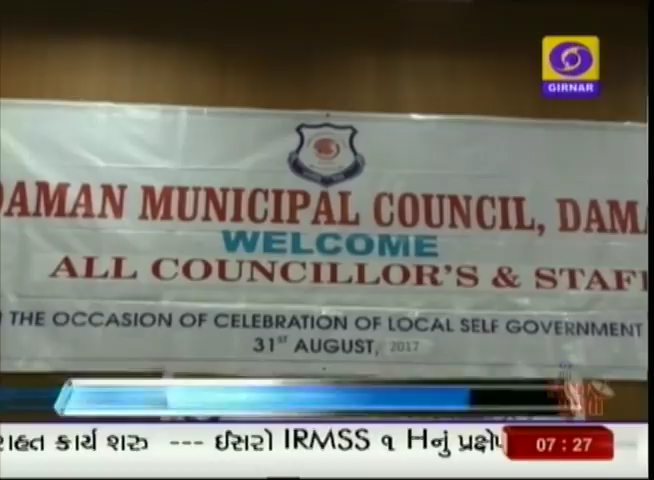 GIRNAR
DAMAN MUNICIPAL COUNCIL, DAMA
WELCOME
ALL COUNCILLOR'S & STAFF
THE OCCASION OF CELEBRATION OF LOCAL SELF GOVERNMENT
31ST AUGUST, 2017
કાર્ય શરુ --- ઈસરો IRMSS ૧ Hનું
07:27